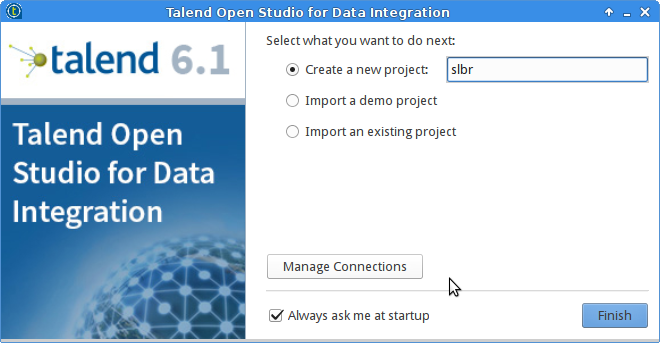 Talend Open Studio for Data Integration
talend 6.1
Talend Open
Studio for Data
Integration
Select what you want to do next:
Create a new project:
slbr
Import a demo project
Import an existing project
Manage Connections
Always ask me at startup
Finish